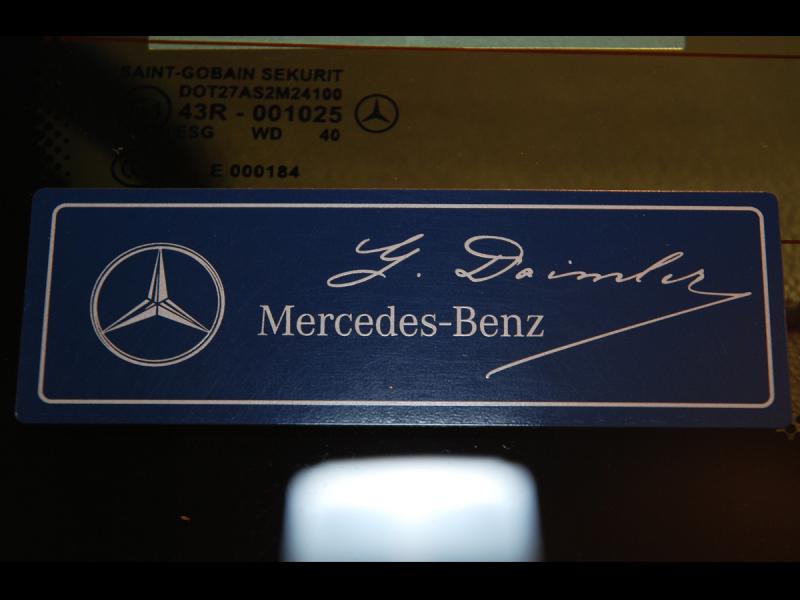 SAINT-GOBAIN SEKURIT
DOT27AS2M24100
43R - 001025
ESG WD 40
E 000184
G. Daimler
Mercedes-Benz